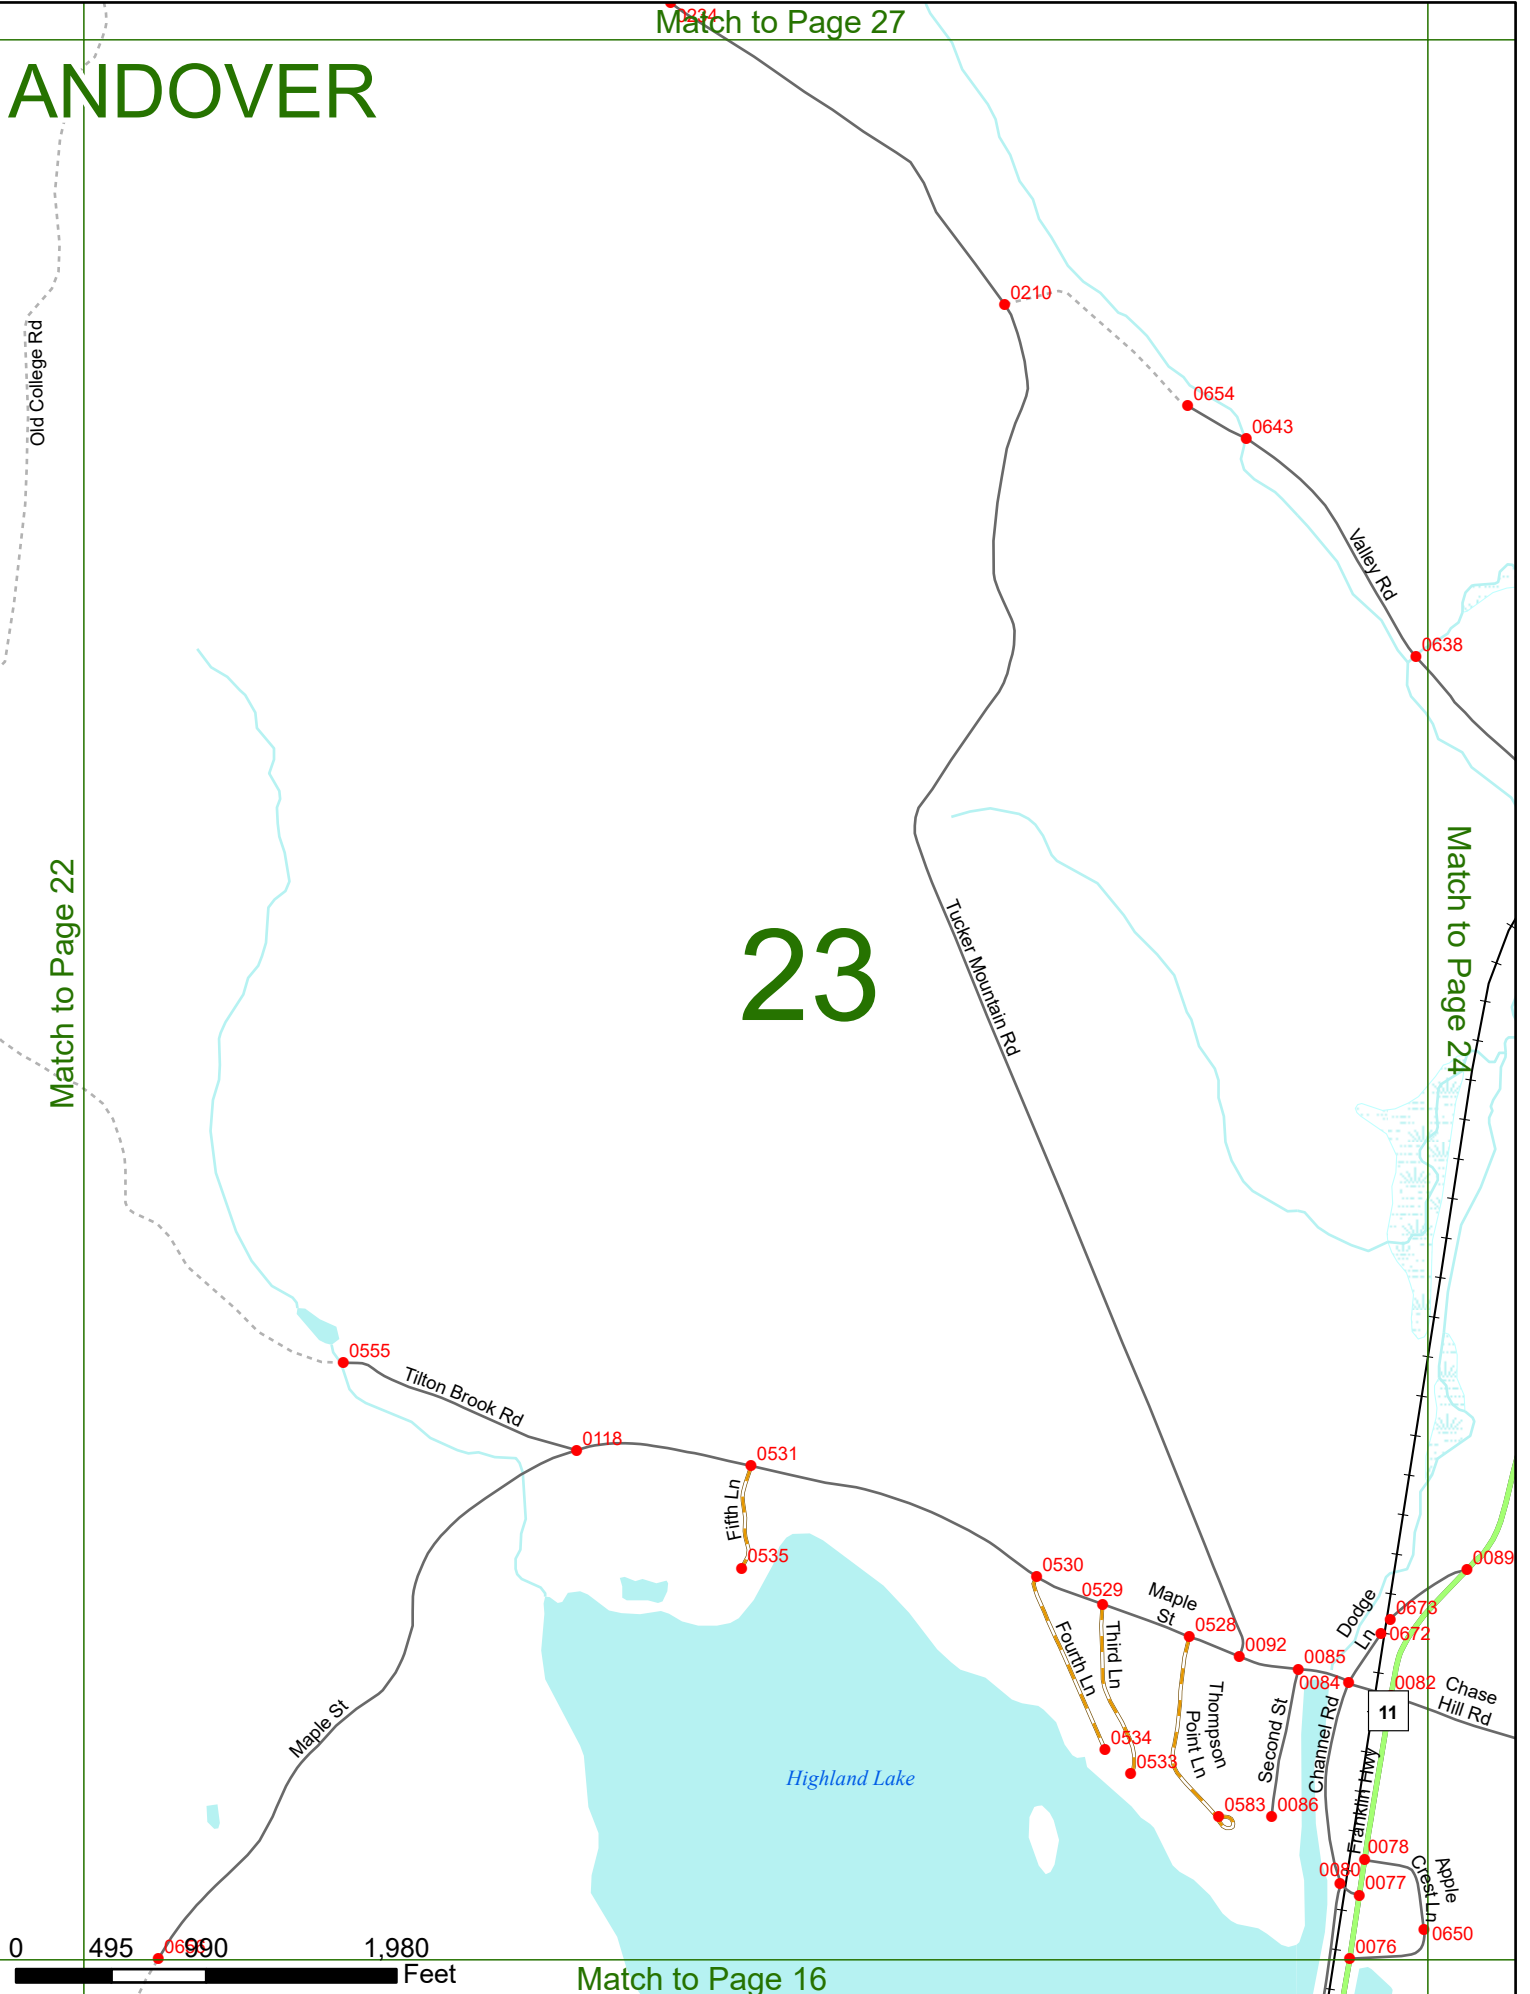 0234
Match to Page 27
ANDOVER
0210
Old College Rd
0654
0643
Valley Rd
0638
Match to Page 22
Match to Page 24
23
Tucker Mountain Rd
0555
Tilton Brook Rd
0118
0531
Fifth Ln
0535
0530
0529
Maple
St
0528
0092
0085
0084
0089
0673
0672
Dodge
Ln
0082
Chase
Hill Rd
11
Fourth Ln
Third Ln
Thompson
Point Ln
Second St
Channel Rd
Franklin Hwy
0534
0533
0583
0086
Maple St
Highland Lake
0078
0080
0077
Apple
Crest Ln
0650
0076
0 495 990 1,980
Feet
Match to Page 16